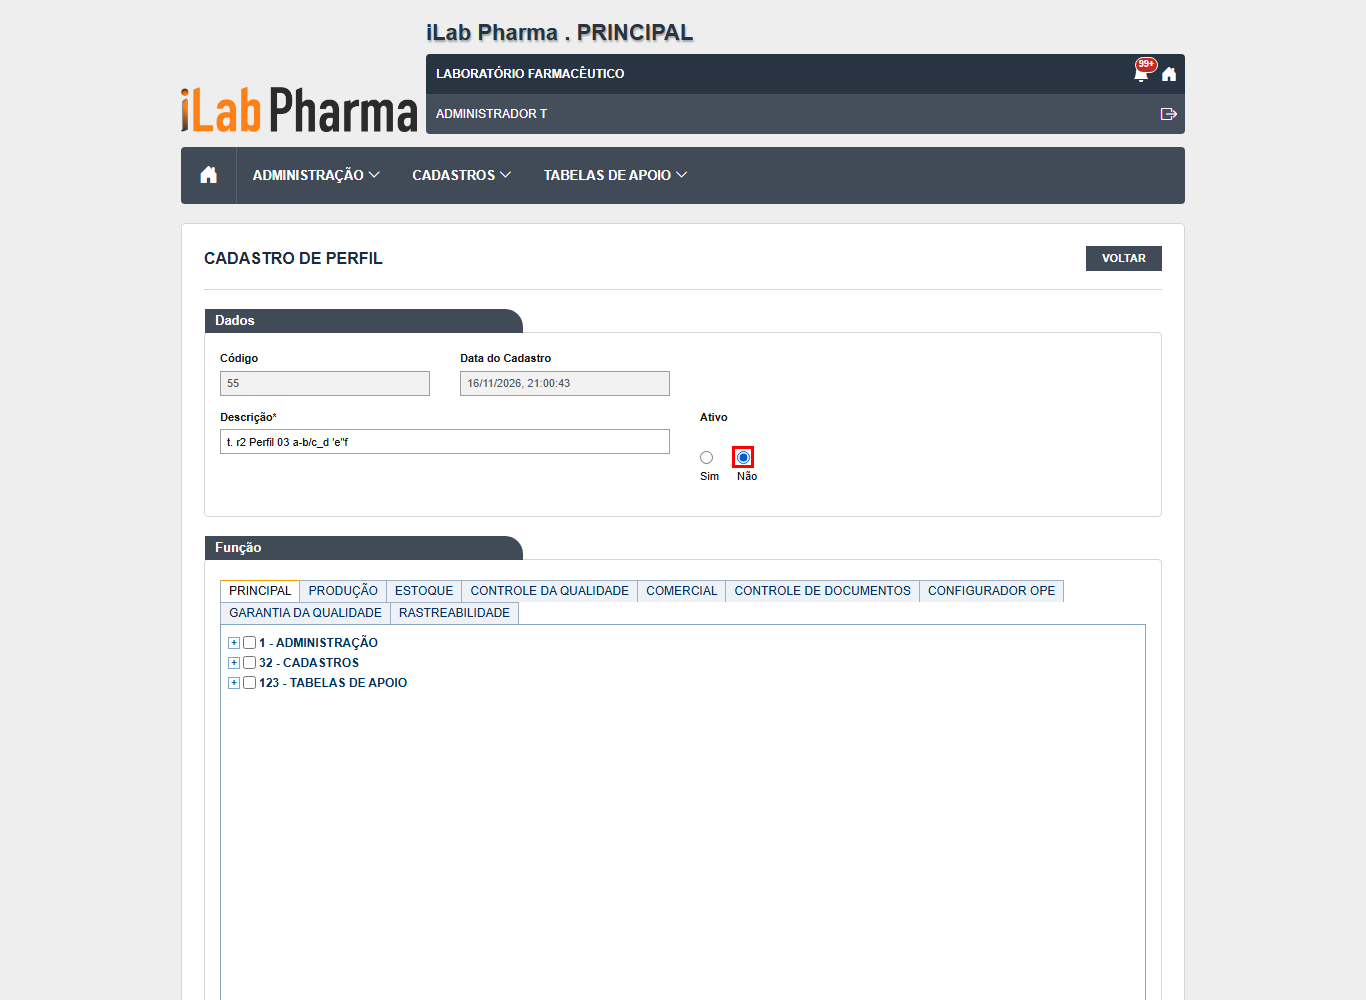 iLab Pharma . PRINCIPAL
iLab Pharma
LABORATÓRIO FARMACÊUTICO
99+
ADMINISTRADOR T
ADMINISTRAÇÃO
CADASTROS
TABELAS DE APOIO
CADASTRO DE PERFIL
VOLTAR
Dados
Código
Data do Cadastro
55
16/11/2026, 21:00:43
Descrição*
Ativo
t. r2 Perfil 03 a-b/c_d 'e"f
Sim
Não
Função
PRINCIPAL
PRODUÇÃO
ESTOQUE
CONTROLE DA QUALIDADE
COMERCIAL
CONTROLE DE DOCUMENTOS
CONFIGURADOR OPE
GARANTIA DA QUALIDADE
RASTREABILIDADE
1 - ADMINISTRAÇÃO
32 - CADASTROS
123 - TABELAS DE APOIO